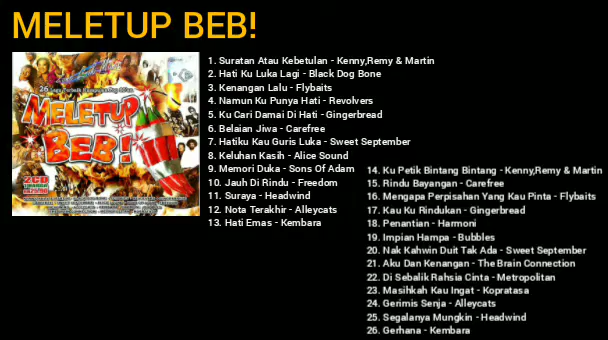 MELETUP BEB!
26
MELETUP
BEB!
2CD
1. Suratan Atau Kebetulan - Kenny,Remy & Martin
2. Hati Ku Luka Lagi - Black Dog Bone
3. Kenangan Lalu - Flybaits
4. Namun Ku Punya Hati - Revolvers
5. Ku Cari Damai Di Hati - Gingerbread
6. Belaian Jiwa - Carefree
7. Hatiku Kau Guris Luka - Sweet September
8. Keluhan Kasih - Alice Sound
9. Memori Duka - Sons Of Adam
10. Jauh Di Rindu - Freedom
11. Suraya - Headwind
12. Nota Terakhir - Alleycats
13. Hati Emas - Kembara
14. Ku Petik Bintang Bintang - Kenny,Remy & Martin
15. Rindu Bayangan - Carefree
16. Mengapa Perpisahan Yang Kau Pinta - Flybaits
17. Kau Ku Rindukan - Gingerbread
18. Penantian - Harmoni
19. Impian Hampa - Bubbles
20. Nak Kahwin Duit Tak Ada - Sweet September
21. Aku Dan Kenangan - The Brain Connection
22. Di Sebalik Rahsia Cinta - Metropolitan
23. Masihkah Kau Ingat - Kopratasa
24. Gerimis Senja - Alleycats
25. Segalanya Mungkin - Headwind
26. Gerhana - Kembara